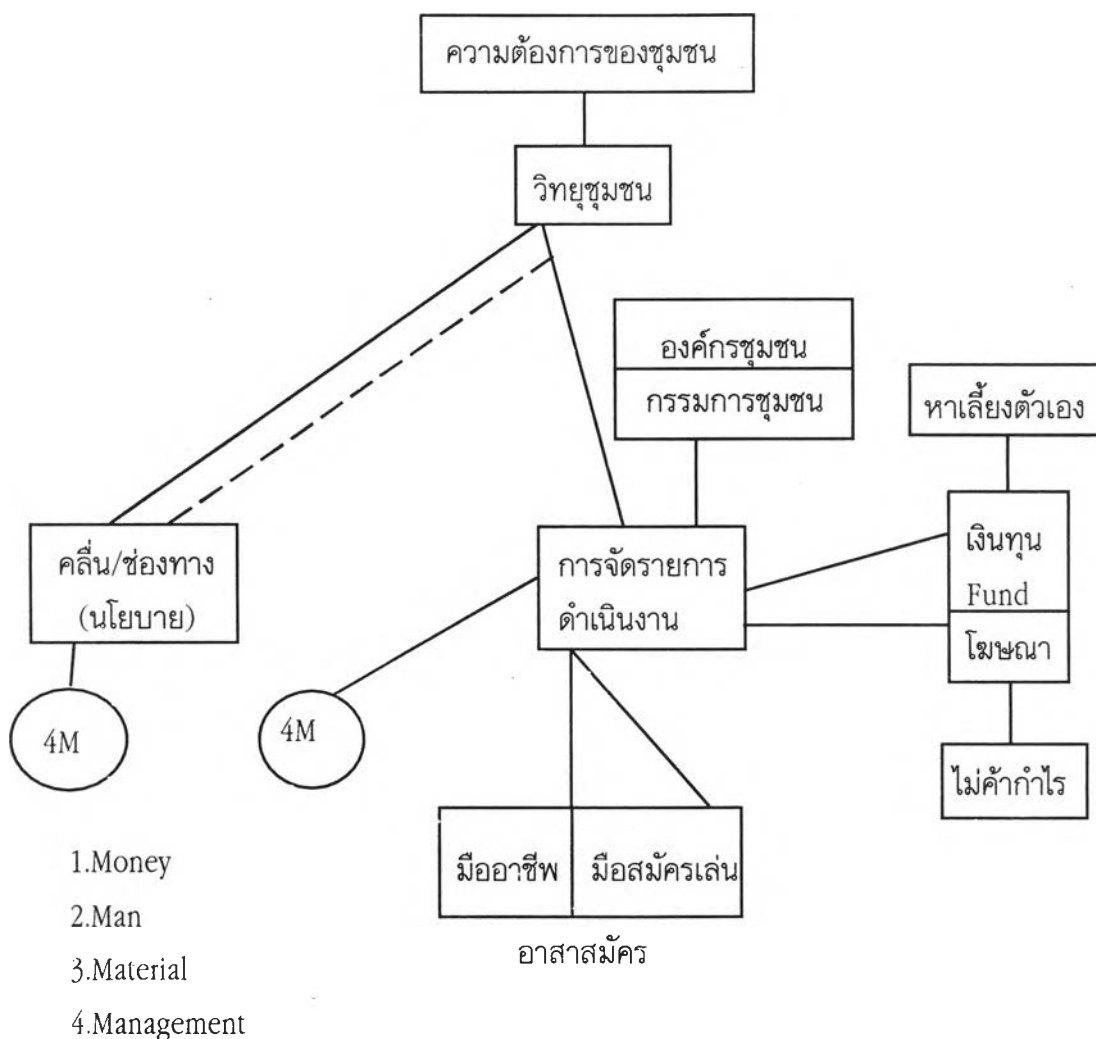 ความต้องการของชุมชน
วิทยุชุมชน
องค์กรชุมชน
กรรมการชุมชน
หาเลี้ยงตัวเอง
คลื่น/ช่องทาง
(นโยบาย)
การจัดรายการ
ดำเนินงาน
เงินทุน
Fund
โฆษณา
4M
4M
ไม่ค้ากำไร
มืออาชีพ
มือสมัครเล่น
อาสาสมัคร
1.Money
2.Man
3.Material
4.Management